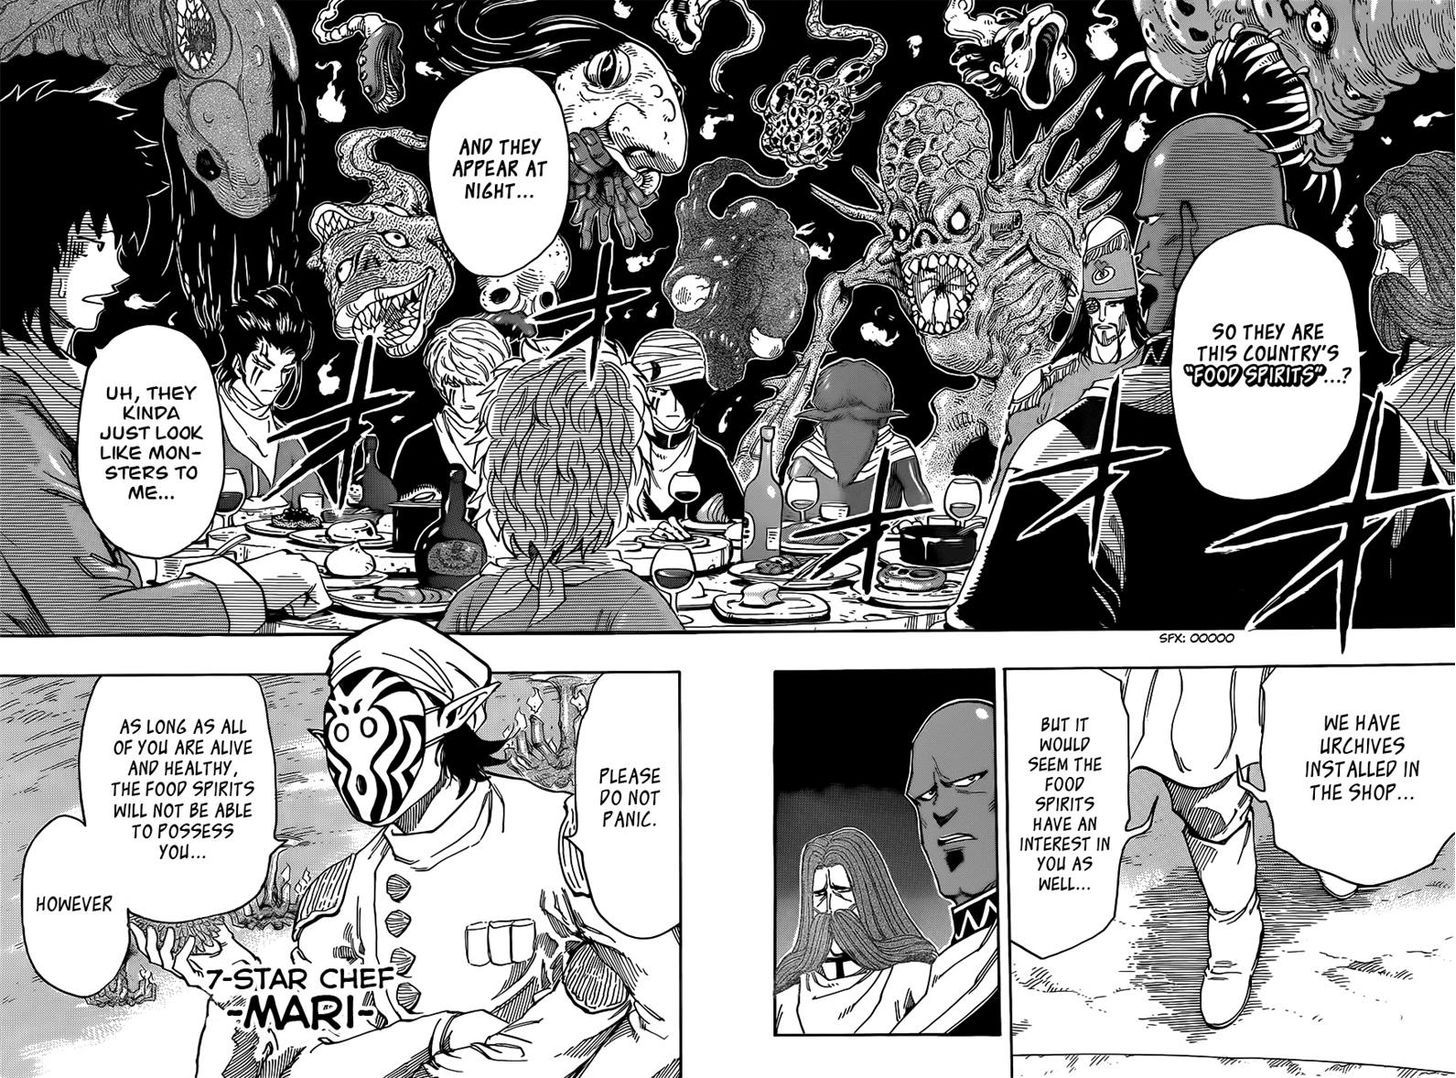 SO THEY ARE
THIS COUNTRY'S
"FOOD SPIRITS"...?
AND THEY
APPEAR AT
NIGHT...
UH, THEY
KINDA
JUST LOOK
LIKE MON-
STERS TO
ME...
SFX: OOOOO
WE HAVE
URCHIVES
INSTALLED IN
THE SHOP...
BUT IT
WOULD
SEEM THE
FOOD
SPIRITS
HAVE AN
INTEREST IN
YOU AS
WELL...
PLEASE
DO NOT
PANIC.
AS LONG AS ALL
OF YOU ARE ALIVE
AND HEALTHY,
THE FOOD SPIRITS
WILL NOT BE ABLE
TO POSSESS
YOU...
HOWEVER
7-STAR CHEF
-MARI-